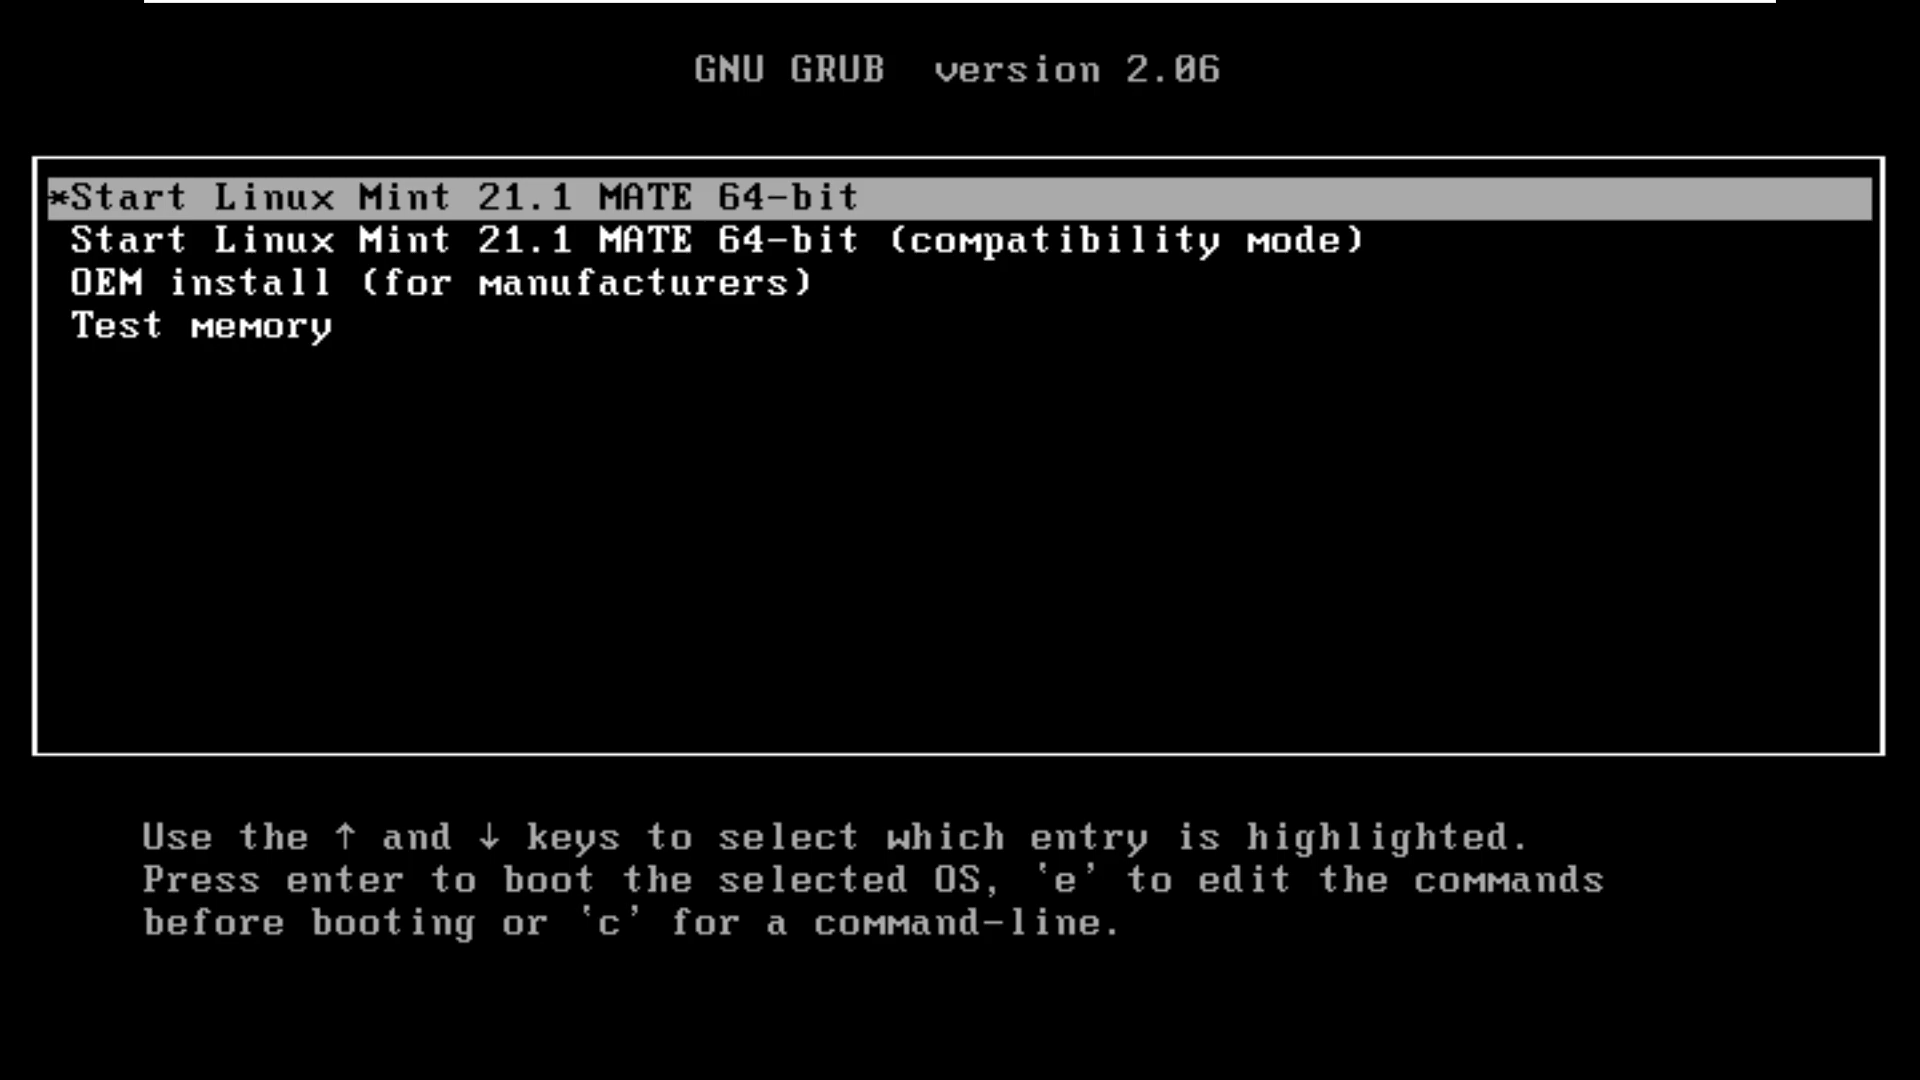 GNU GRUB  version 2.06
*Start Linux Mint 21.1 MATE 64-bit
Start Linux Mint 21.1 MATE 64-bit (compatibility mode)
OEM install (for manufacturers)
Test memory
Use the ↑ and ↓ keys to select which entry is highlighted.
Press enter to boot the selected OS, `e' to edit the commands
before booting or `c' for a command-line.